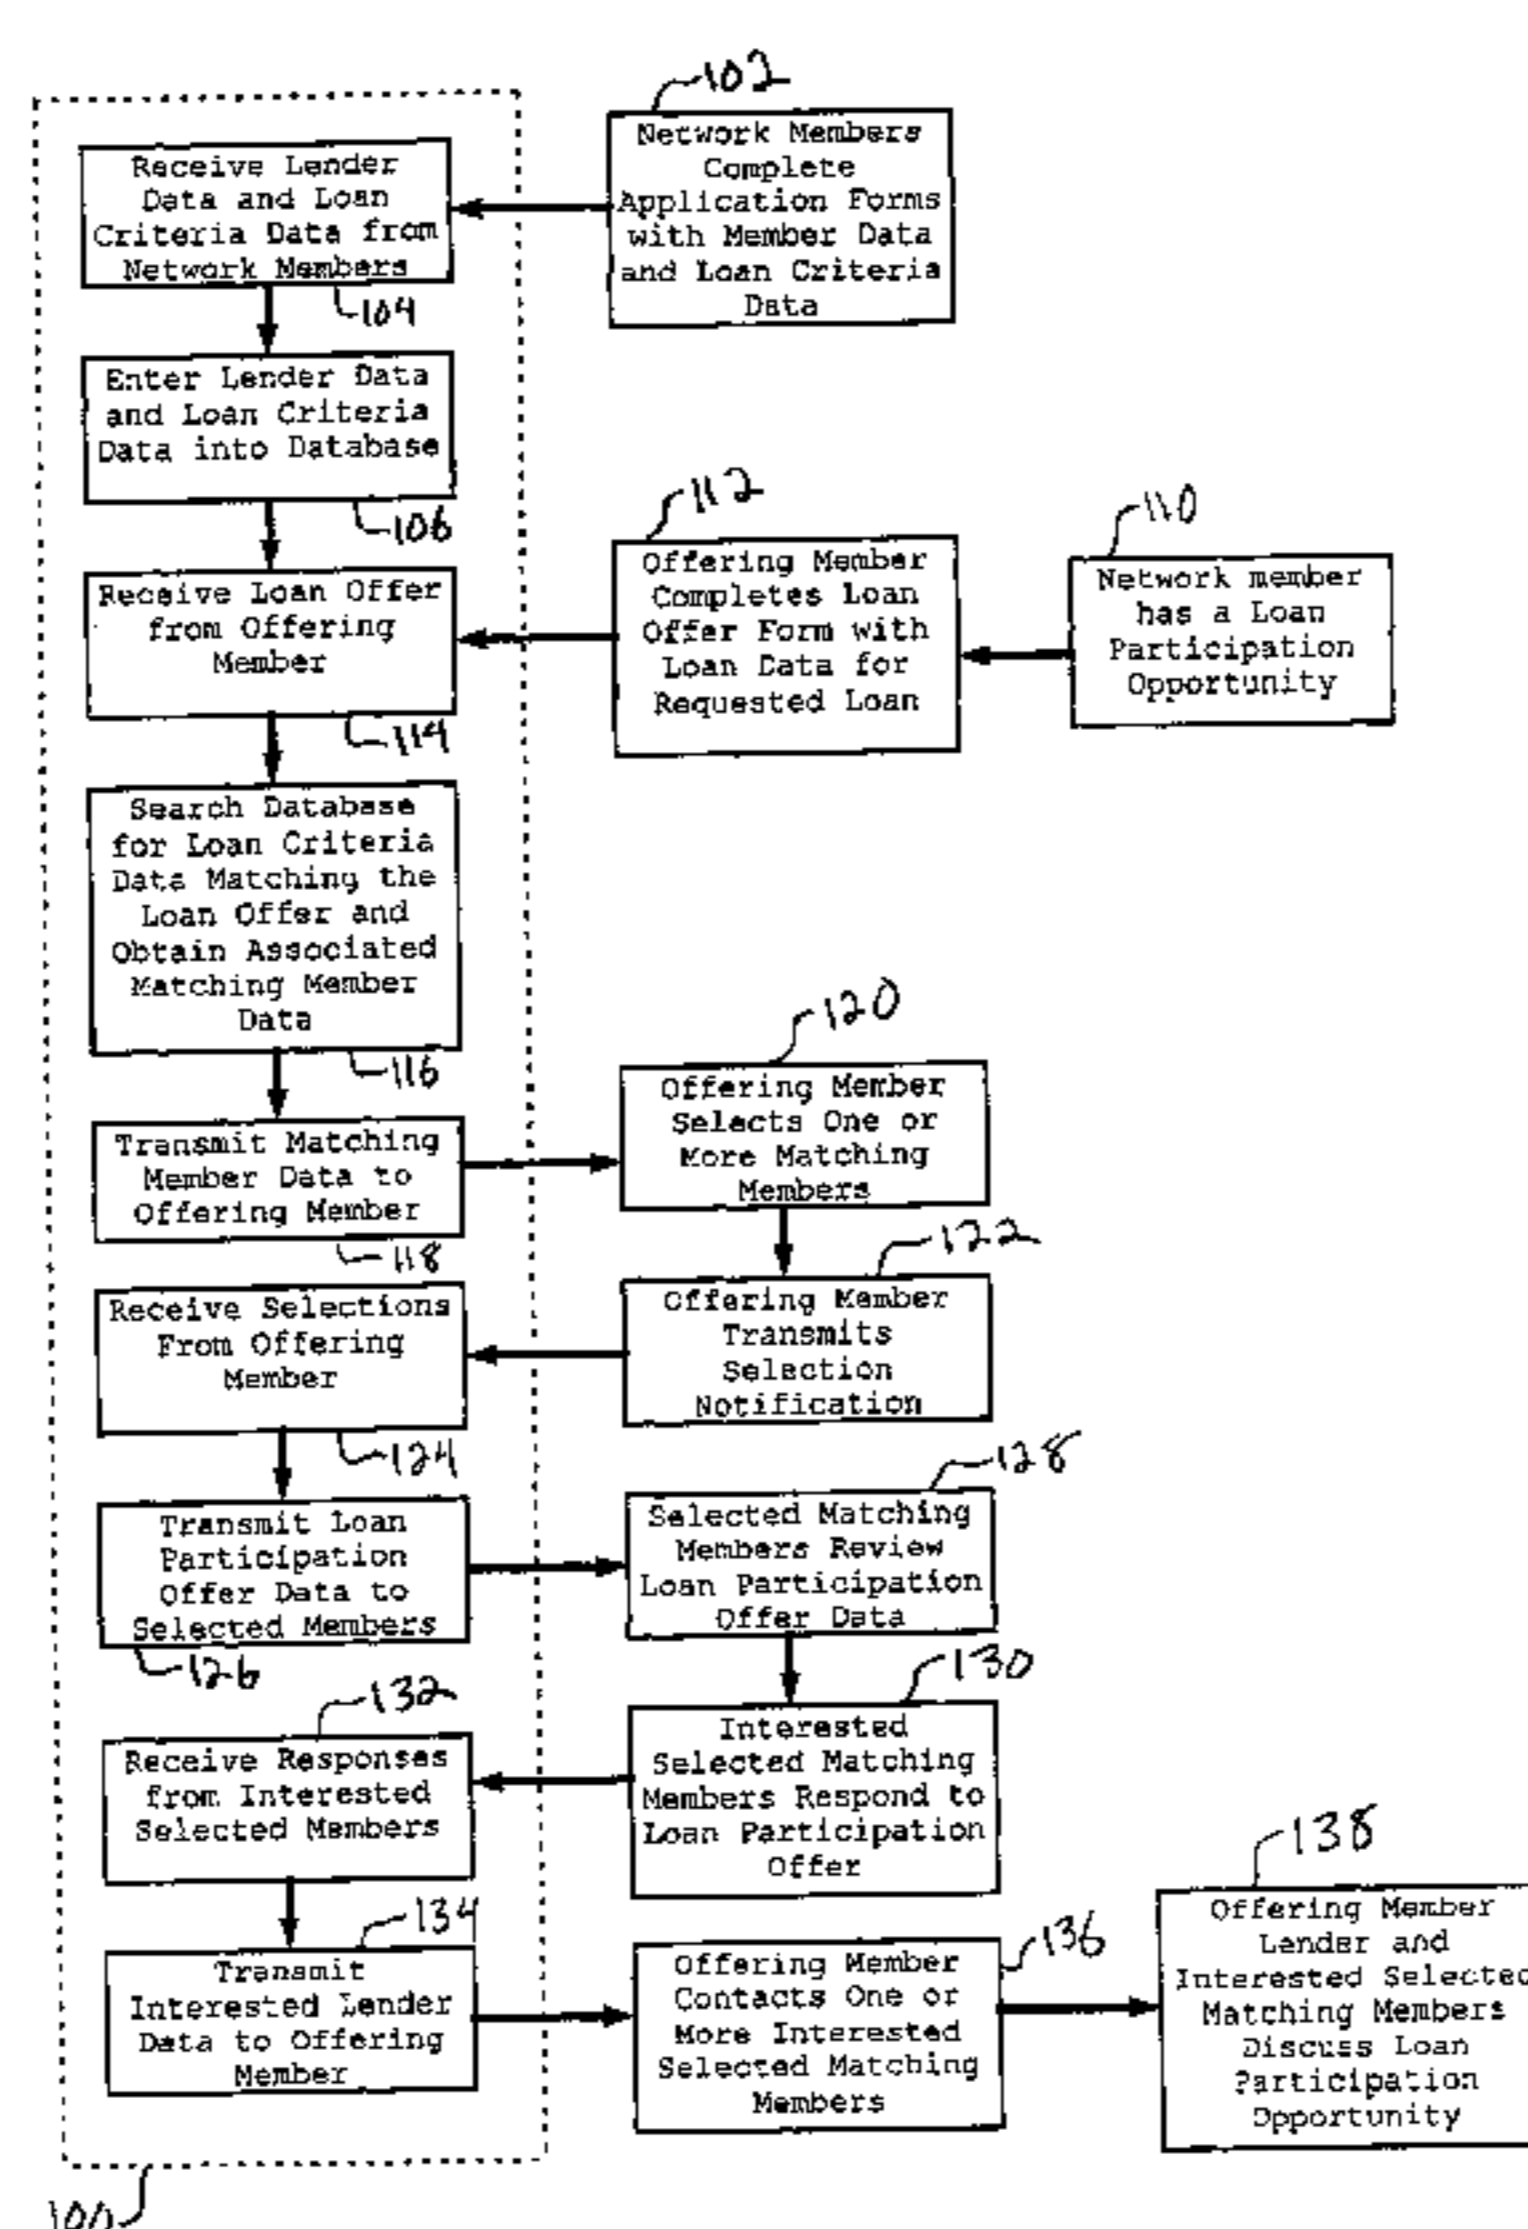 102
Network Members
Complete
Application Forms
with Member Data
and Loan Criteria
Data
Receive Lender
Data and Loan
Criteria Data from
Network Members
104
Enter Lender Data
and Loan Criteria
Data into Database
106
110
Network member
has a Loan
Participation
Opportunity
112
Offering Member
Completes Loan
Offer Form with
Loan Data for
Requested Loan
Receive Loan Offer
from Offering
Member
114
Search Database
for Loan Criteria
Data Matching the
Loan Offer and
Obtain Associated
Matching Member
Data
116
Transmit Matching
Member Data to
Offering Member
118
120
Offering Member
Selects One or
More Matching
Members
122
Offering Member
Transmits
Selection
Notification
Receive Selections
From Offering
Member
124
Transmit Loan
Participation
Offer Data to
Selected Members
126
128
Selected Matching
Members Review
Loan Participation
Offer Data
130
Interested
Selected Matching
Members Respond to
Loan Participation
Offer
132
Receive Responses
from Interested
Selected Members
134
Transmit
Interested Lender
Data to Offering
Member
136
Offering Member
Contacts One or
More Interested
Selected Matching
Members
138
Offering Member
Lender and
Interested Selected
Matching Members
Discuss Loan
Participation
Opportunity
100